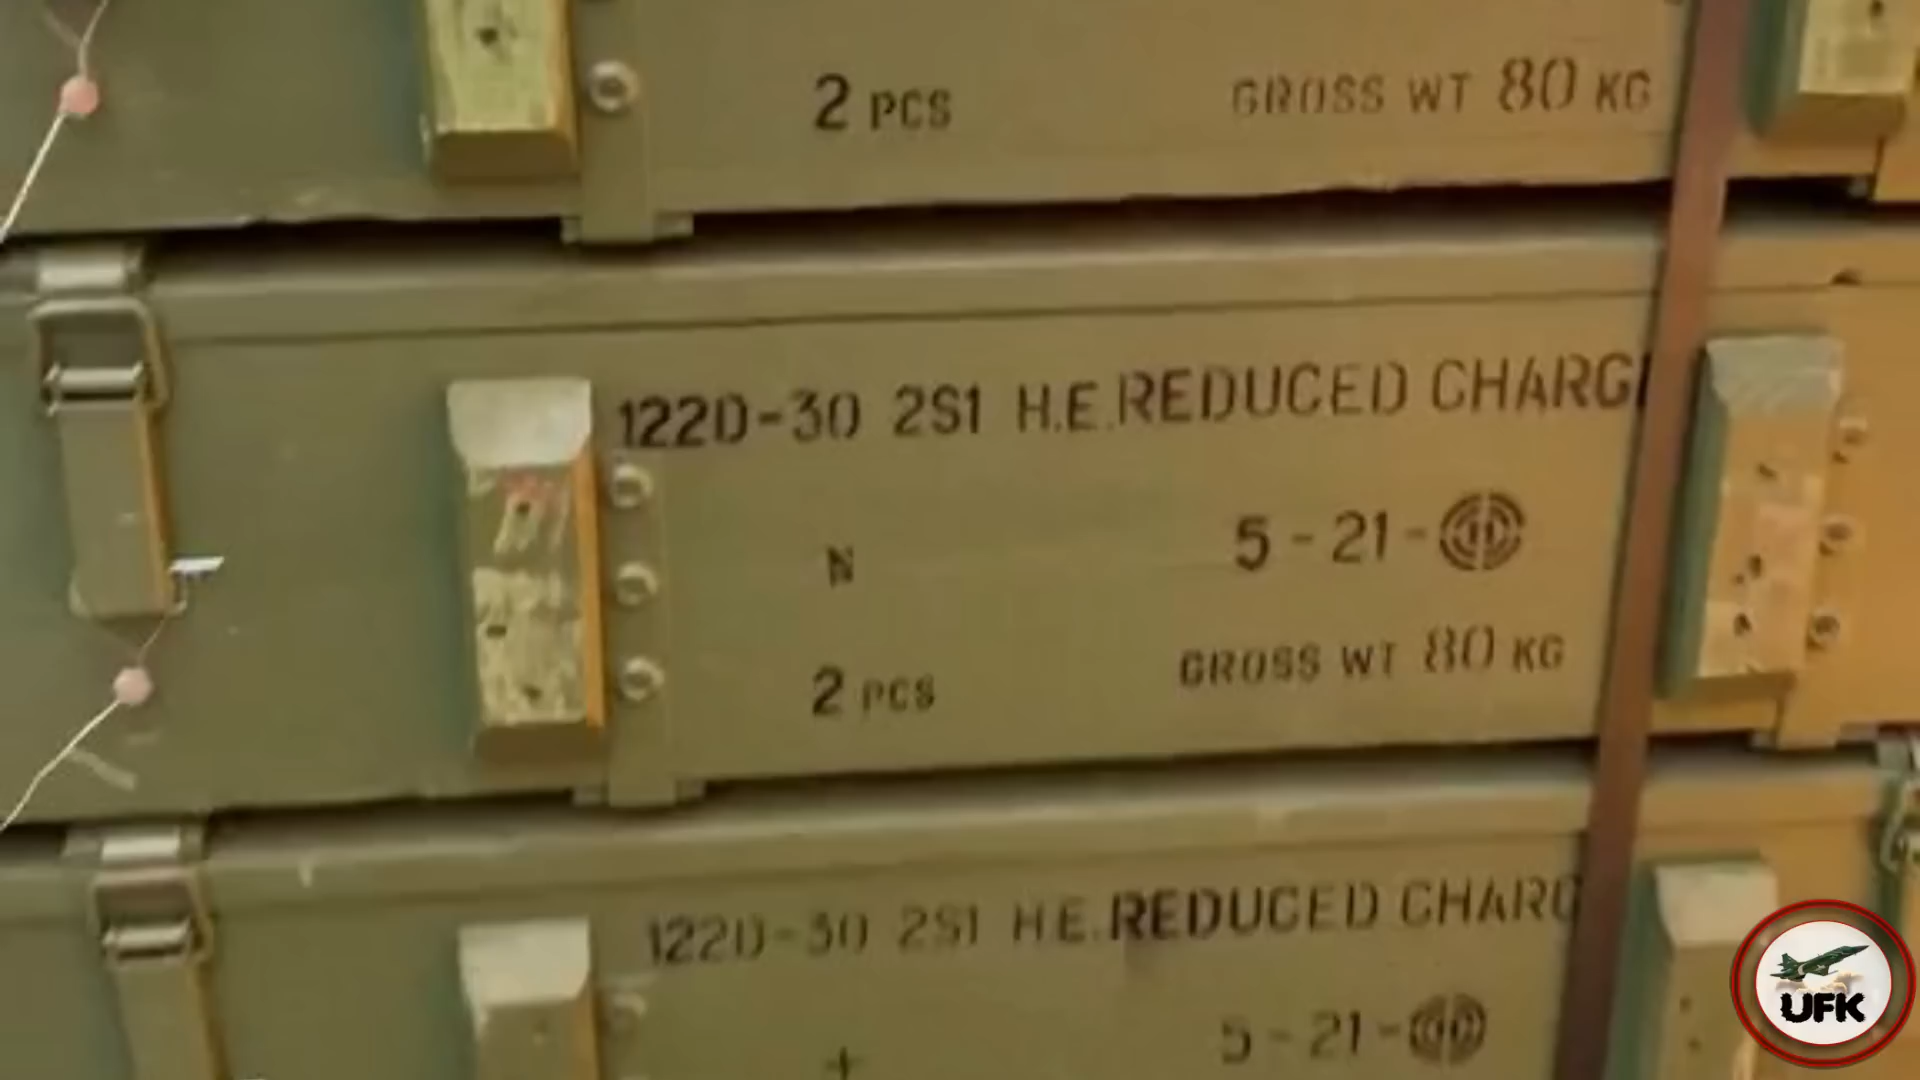 2 PCS GROSS WT 80 KG
122D-30 2S1 H.E. REDUCED CHARG
N 5-21-
2 PCS GROSS WT 80 KG
122D-30 2S1 H.E. REDUCED CHARG
+ 5-21-
UFK